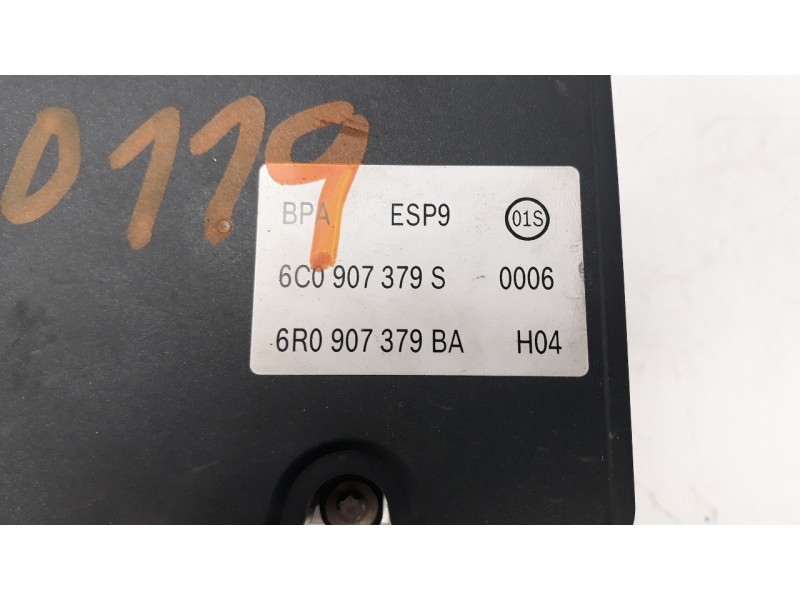 0119
BPA ESP9 01S
6C0 907 379 S 0006
6R0 907 379 BA H04